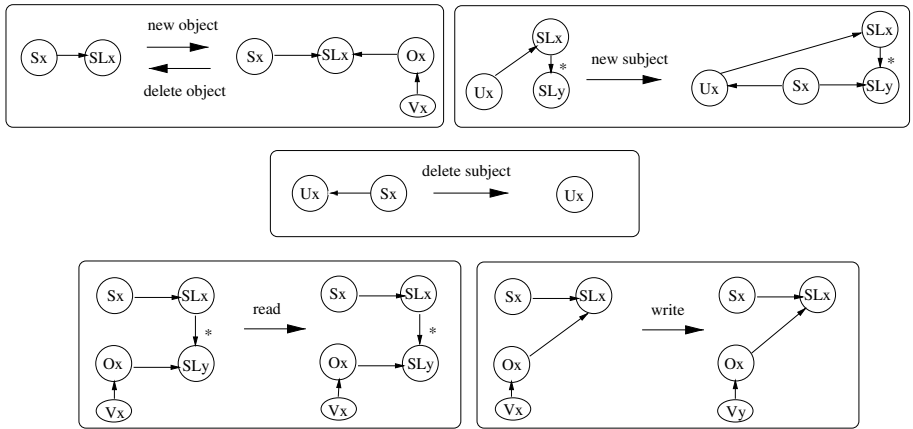 new object
Sx SLx Sx SLx Ox
delete object
Vx
SLx SLx
* new subject *
Ux SLy Ux Sx SLy
delete subject
Ux Sx Ux
Sx SLx Sx SLx
read
* *
Ox SLy Ox SLy
Vx Vx
Sx SLx Sx SLx
write
Ox Ox
Vx Vy